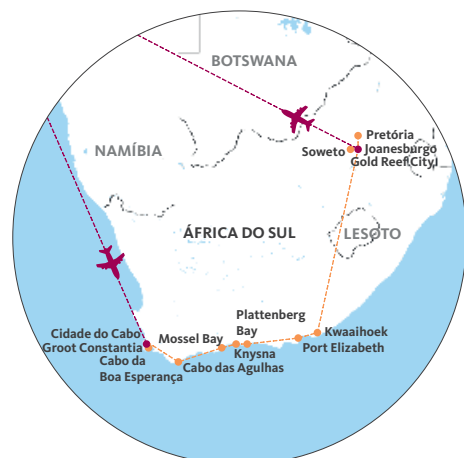 BOTSWANA
Pretória
Soweto
Joanesburgo
Gold Reef City
NAMÍBIA
ÁFRICA DO SUL
LESOTO
Plattenberg
Bay
Kwaaihoek
Cidade do Cabo
Mossel Bay
Groot Constantia
Knysna
Port Elizabeth
Cabo da
Boa Esperança
Cabo das Agulhas